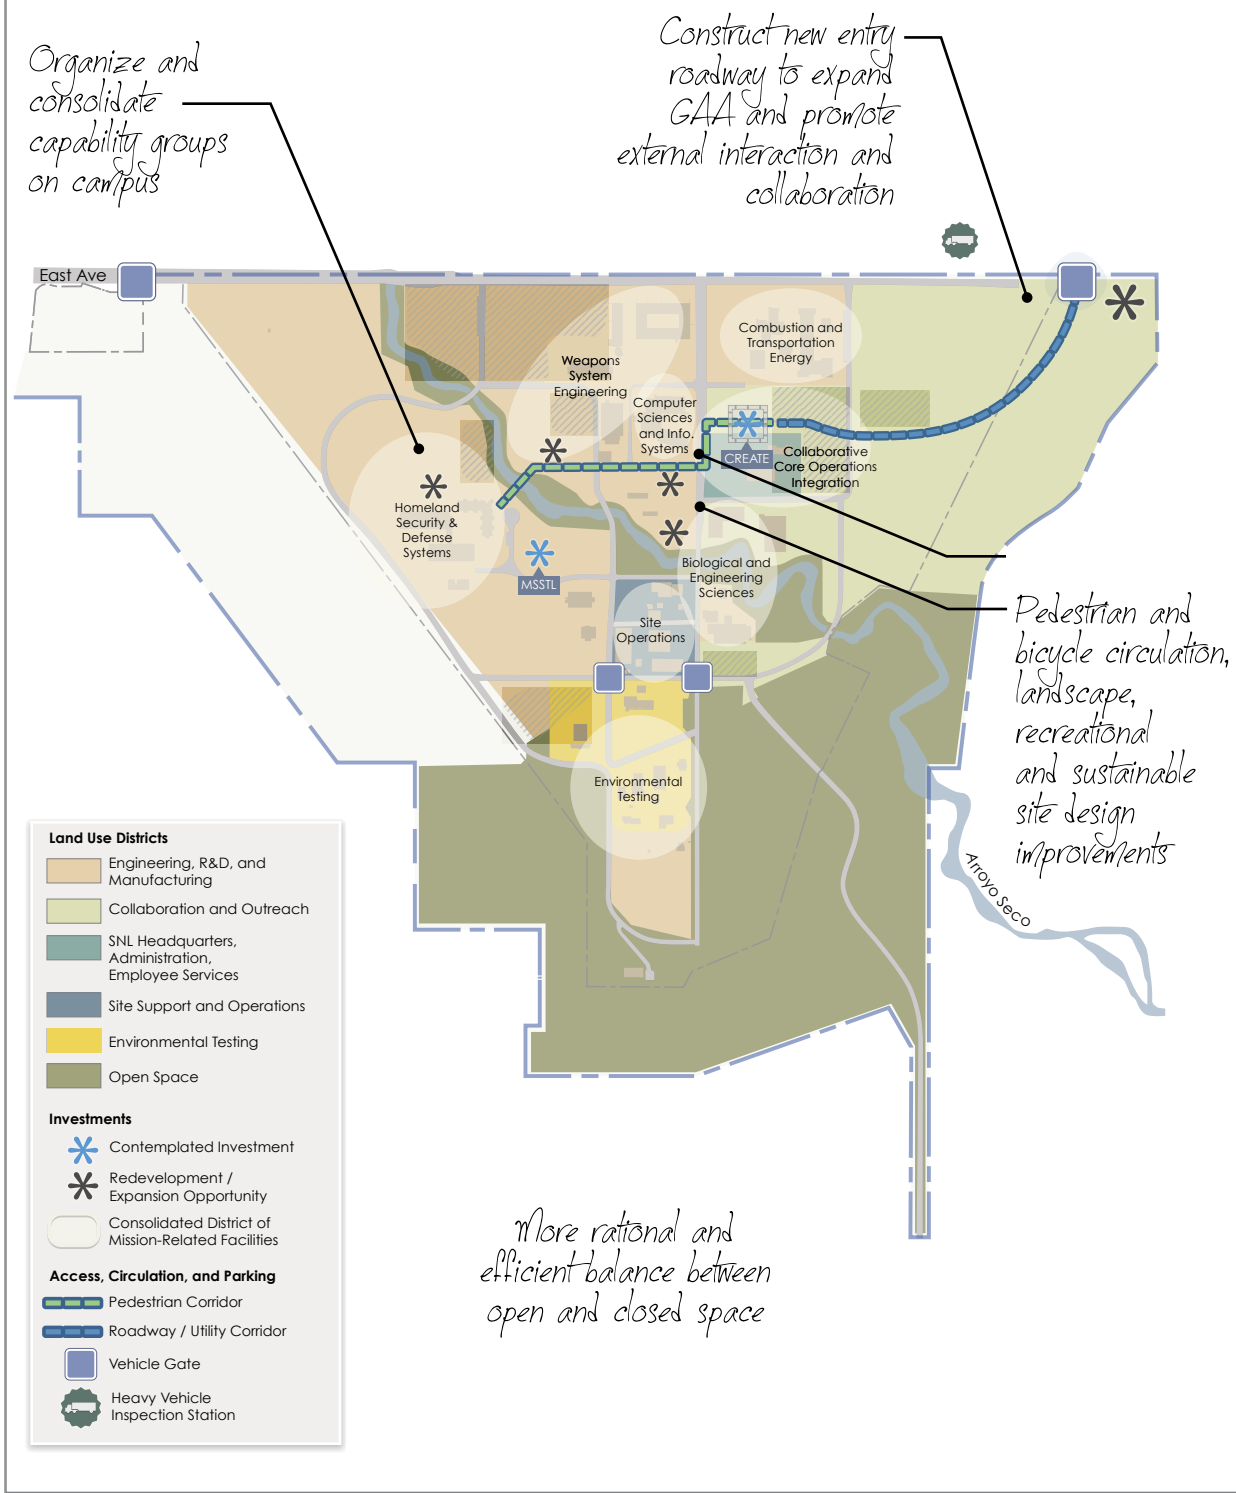 Organize and
consolidate
capability groups
on campus
Construct new entry
roadway to expand
GAA and promote
external interaction and
collaboration
East Ave
Combustion and
Transportation
Energy
Weapons
System
Engineering
Computer
Sciences
and Info.
Systems
CREATE
Collaborative
Core Operations
Integration
Homeland
Security &
Defense
Systems
MSSTL
Biological and
Engineering
Sciences
Site
Operations
Pedestrian and
bicycle circulation,
landscape,
recreational
and sustainable
site design
improvements
Environmental
Testing
Arroyo Seco
Land Use Districts
Engineering, R&D, and
Manufacturing
Collaboration and Outreach
SNL Headquarters,
Administration,
Employee Services
Site Support and Operations
Environmental Testing
Open Space
Investments
Contemplated Investment
Redevelopment /
Expansion Opportunity
Consolidated District of
Mission-Related Facilities
Access, Circulation, and Parking
Pedestrian Corridor
Roadway / Utility Corridor
Vehicle Gate
Heavy Vehicle
Inspection Station
More rational and
efficient balance between
open and closed space